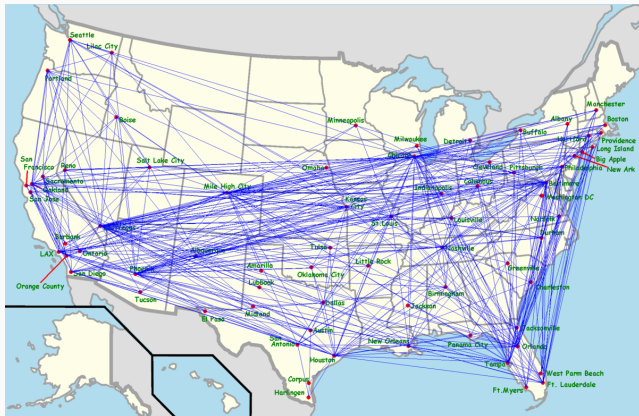 Seattle
Lilac City
Portland
Boise
Minneapolis
Milwaukee
Detroit
Buffalo
Albany
Manchester
Boston
Hartford
Providence
Long Island
Big Apple
New Ark
San
Francisco
Reno
Sacramento
Oakland
San Jose
Salt Lake City
Omaha
Chicago
Cleveland
Pittsburgh
Philadelphia
Mile High City
Kansas
City
Indianapolis
Columbus
Baltimore
Washington DC
Vegas
St Louis
Louisville
Norfolk
Burbank
LAX
Ontario
Orange County
San Diego
Phoenix
Tucson
Albuquerque
Amarillo
Lubbock
Midland
El Paso
Tulsa
Oklahoma City
Little Rock
Nashville
Durham
Greenville
Charleston
Birmingham
Jackson
Dallas
Austin
San
Antonio
Houston
New Orleans
Panama City
Jacksonville
Orlando
Tampa
Corpus
Harlingen
West Parm Beach
Ft. Lauderdale
Ft.Myers